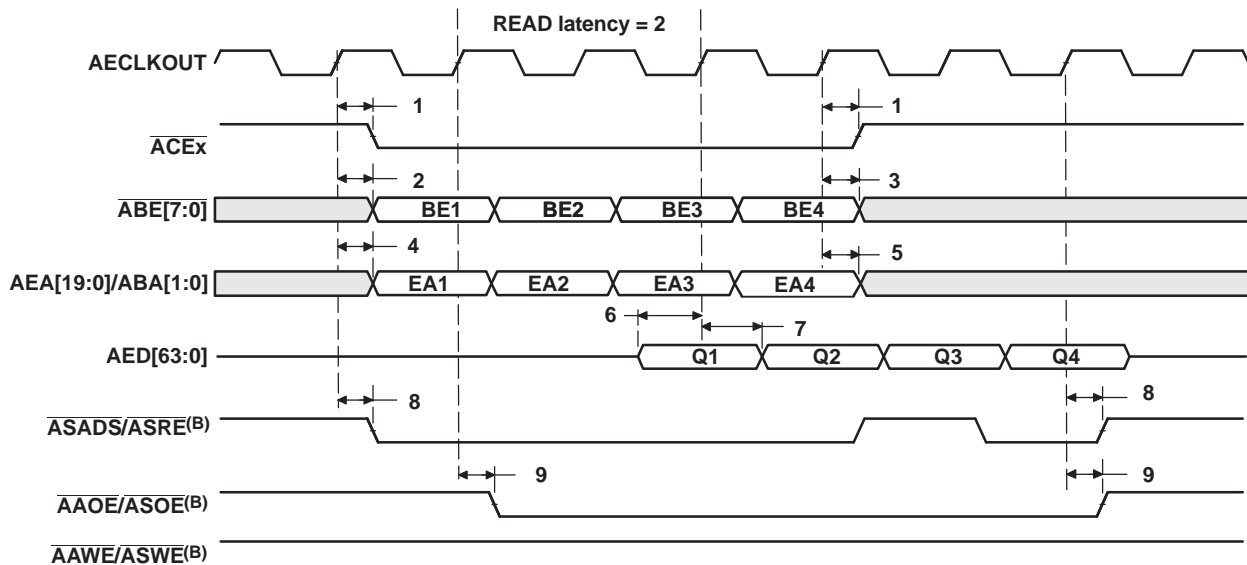 READ latency = 2
AECLKOUT
1 1
ACEx
2 3
ABE[7:0] BE1 BE2 BE3 BE4
4 5
AEA[19:0]/ABA[1:0] EA1 EA2 EA3 EA4
6 7
AED[63:0] Q1 Q2 Q3 Q4
8 8
ASADS/ASRE(B)
9 9
AAOE/ASOE(B)
AAWE/ASWE(B)